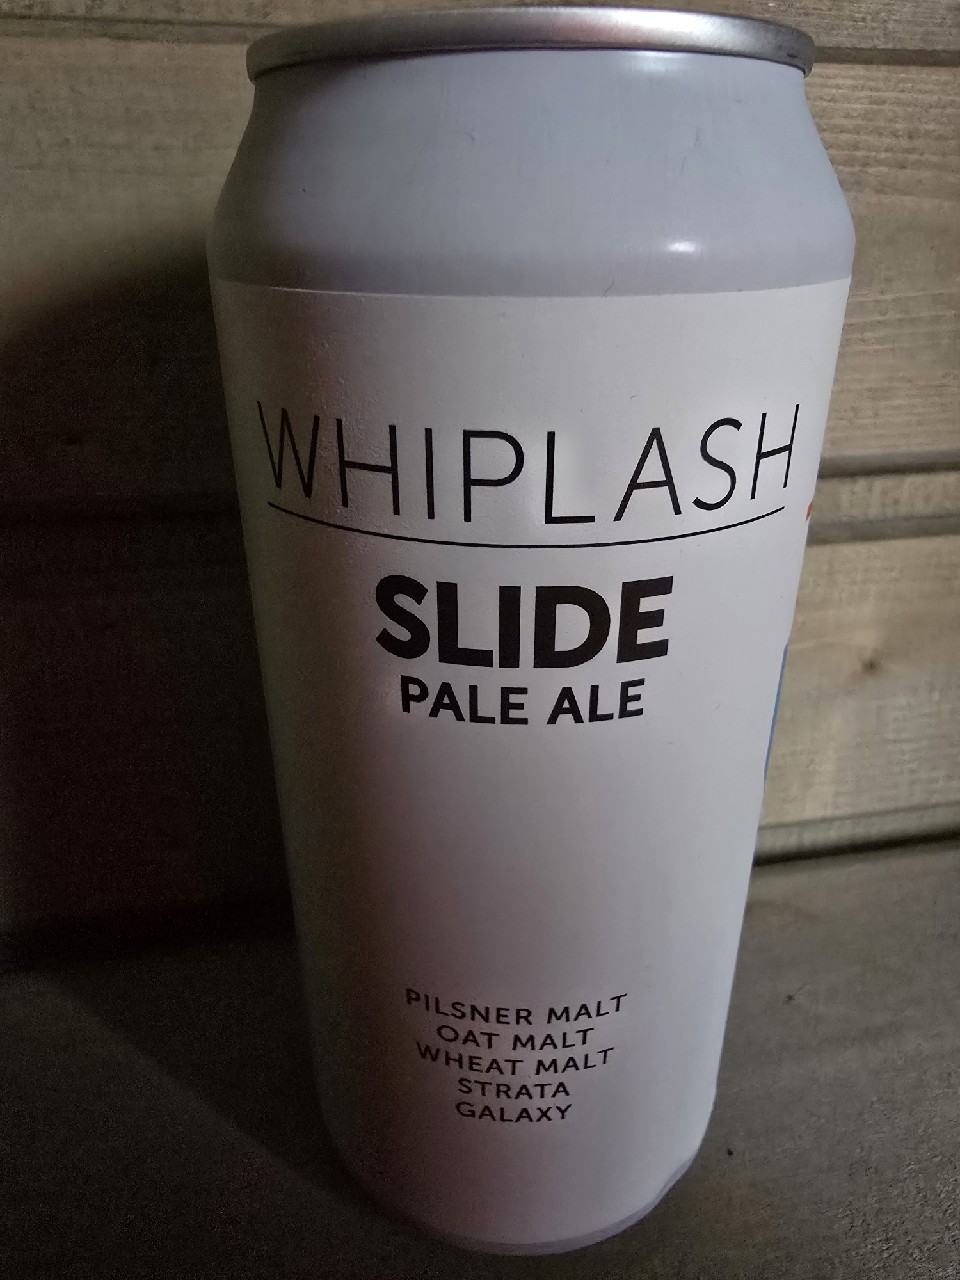 WHIPLASH
SLIDE
PALE ALE
PILSNER MALT
OAT MALT
WHEAT MALT
STRATA
GALAXY